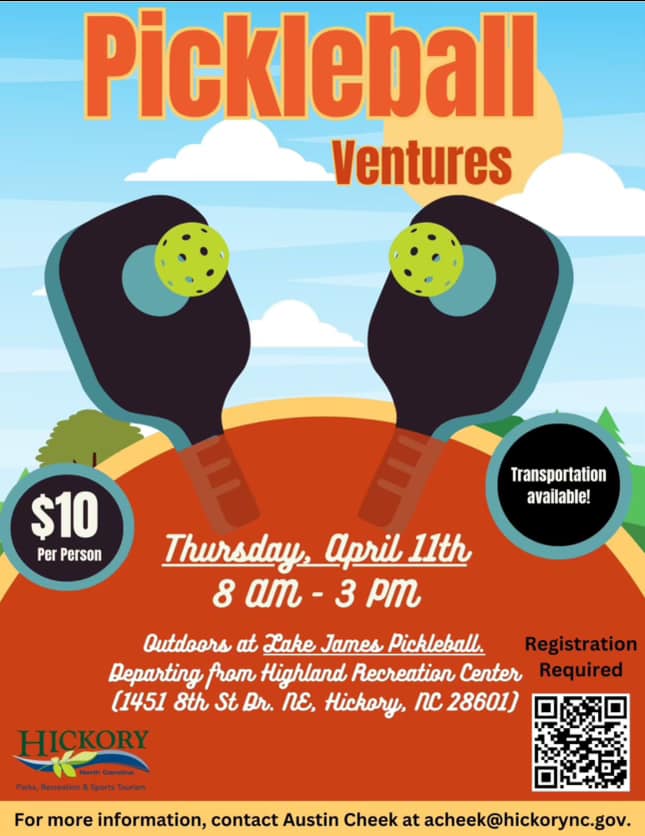 Pickleball
Ventures
$10
Per Person
Transportation
available!
Thursday, April 11th
8 AM - 3 PM
Outdoors at Lake James Pickleball.
Departing from Highland Recreation Center
(1451 8th St Dr. NE, Hickory, NC 28601)
Registration
Required
HICKORY
North Carolina
Parks, Recreation & Sports Tourism
For more information, contact Austin Cheek at acheek@hickorync.gov.